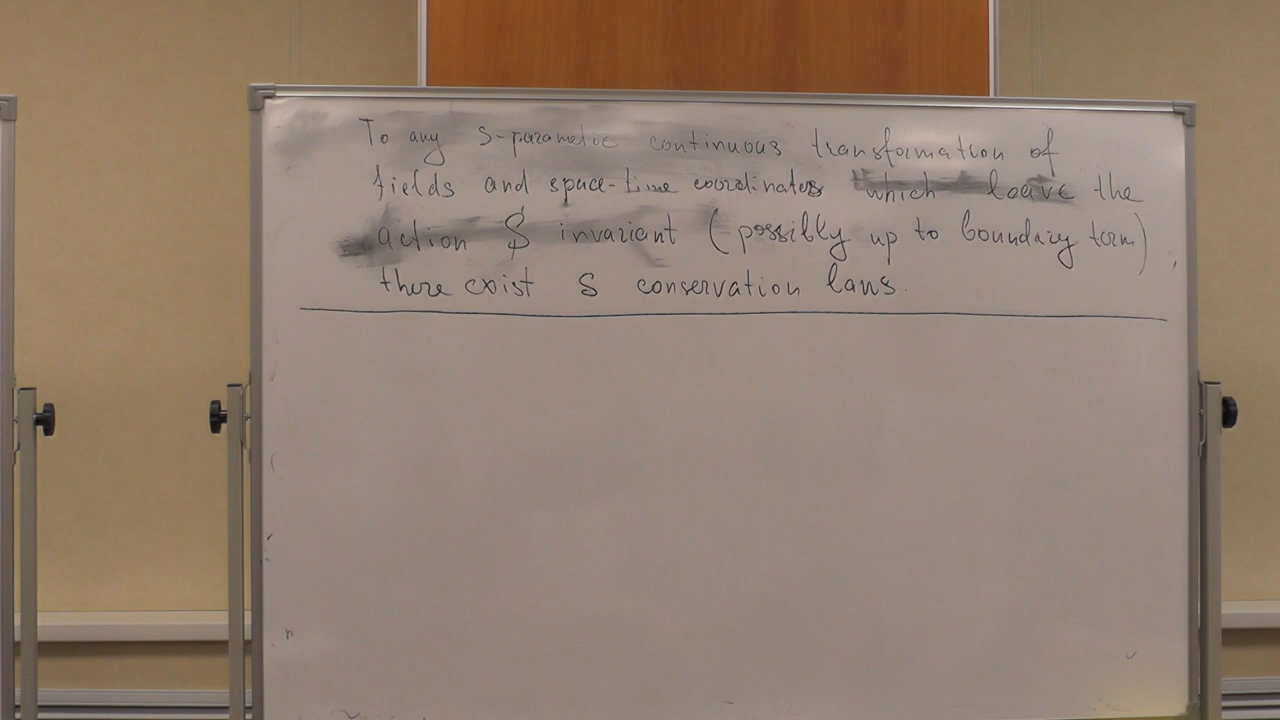 To any s-parametic continuous transformation of
fields and space-time coordinates which leave the
action S invariant (possibly up to boundary term)
there exist s conservation laws.